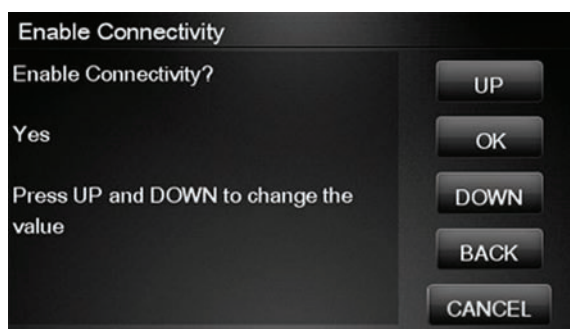 Enable Connectivity
Enable Connectivity?
Yes
Press UP and DOWN to change the
value
UP
OK
DOWN
BACK
CANCEL